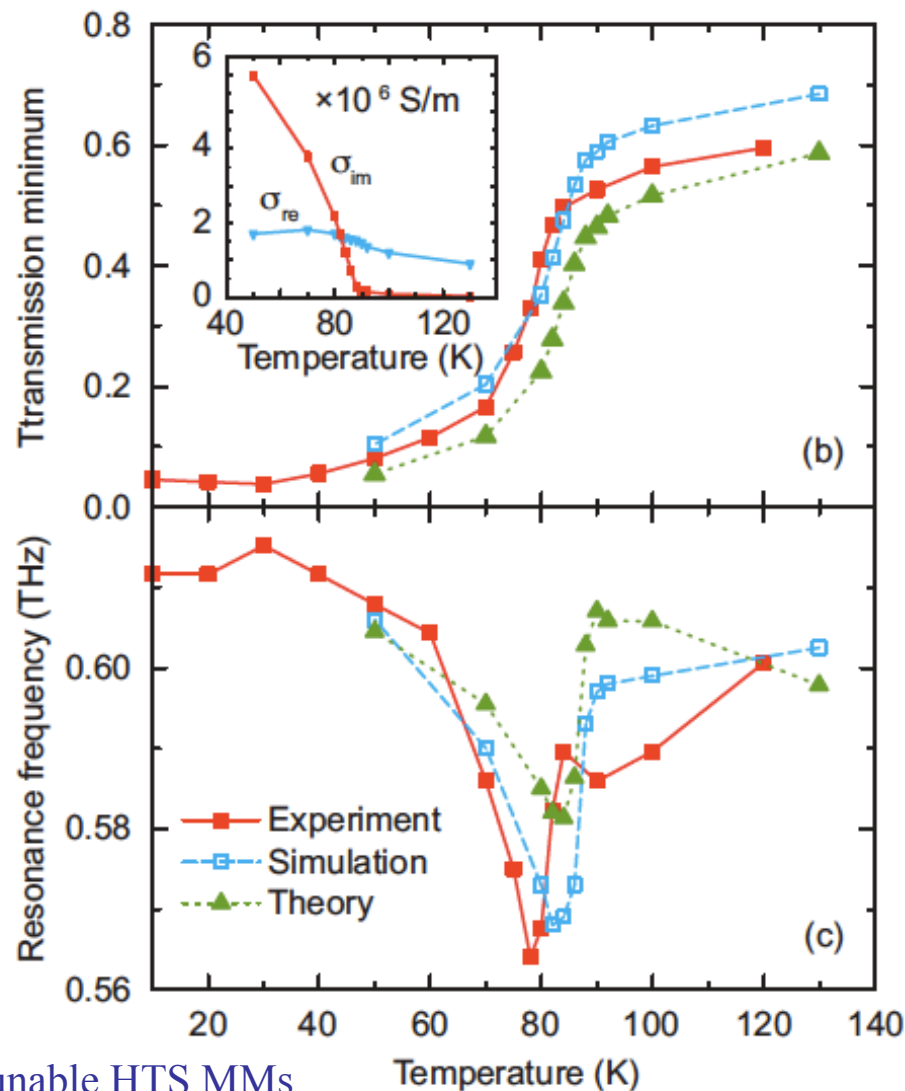 0.8
0.6
0.4
0.2
0.0
Ttransmission minimum
6
4
2
0
×10 6 S/m
σim
σre
40 80 120
Temperature (K)
(b)
Resonance frequency (THz)
0.60
0.58
0.56
Experiment
Simulation
Theory
(c)
20 40 60 80 100 120 140
Temperature (K)
unable HTS MMs